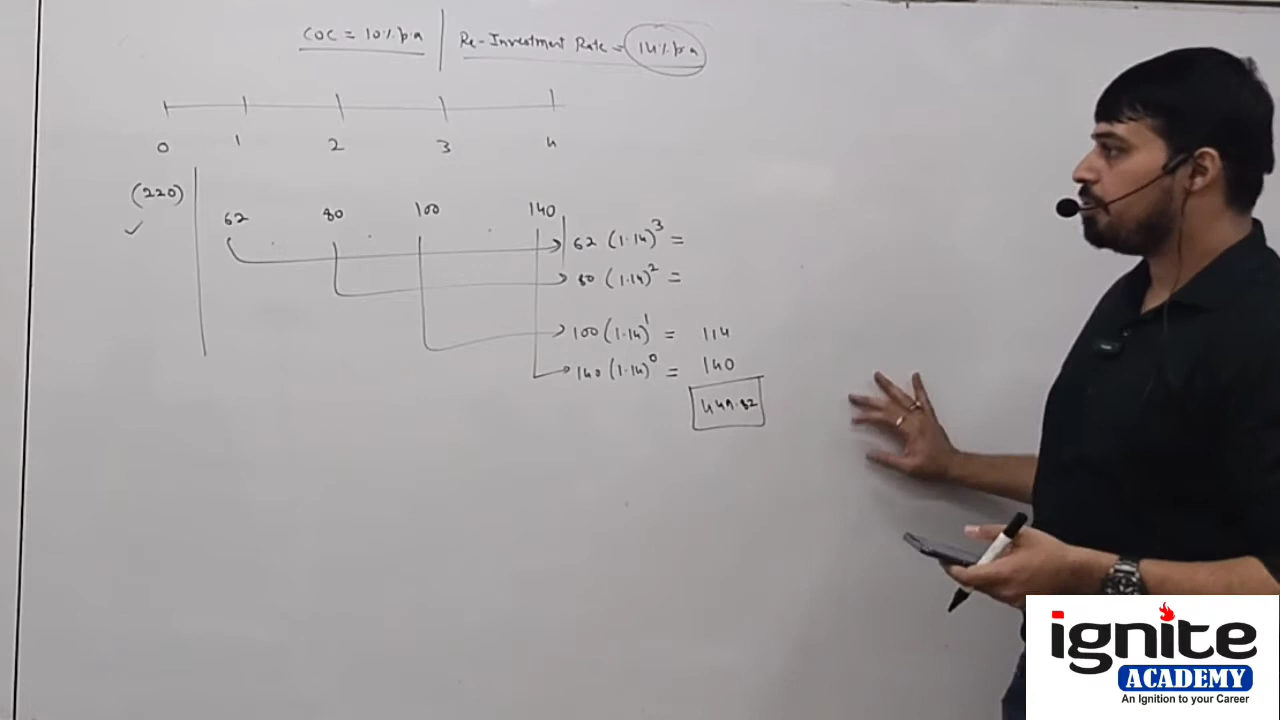 COC = 10% p.a | Re-Investment Rate = 14% p.a
0 1 2 3 4
(220)
62 80 100 140
62 (1.14)^3 =
80 (1.14)^2 =
100 (1.14)^1 = 114
140 (1.14)^0 = 140
449.82
ignite
ACADEMY
An Ignition to your Career